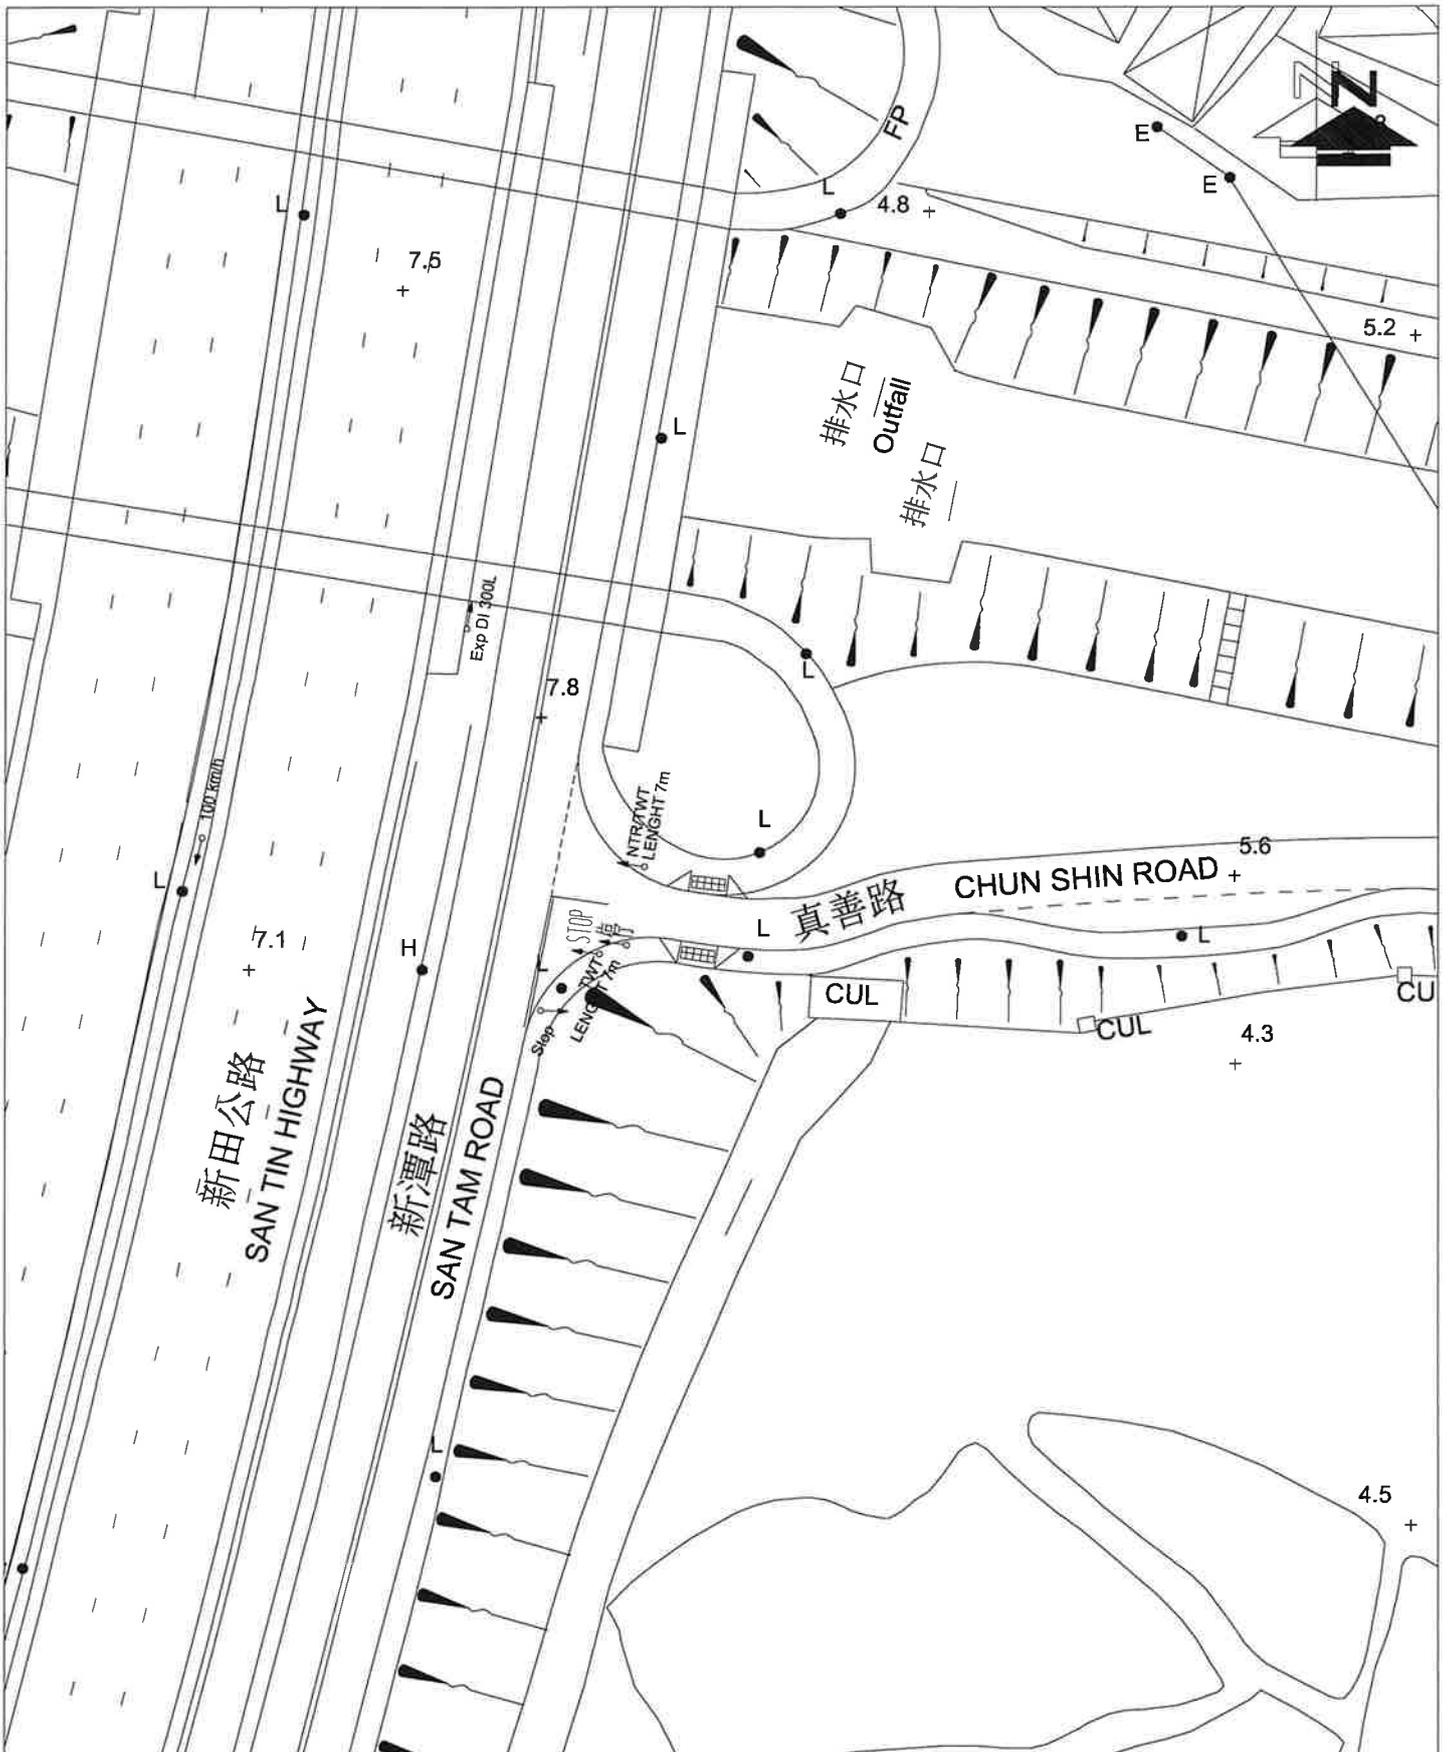 N
FP
E
E
L
4.8
L
7.5
5.2
排水口
Outfall
排水口
L
Exp DI 300L
L
7.8
100 km/h
NTR/TWT
LENGHT 7m
L
5.6
CHUN SHIN ROAD
真善路
L
L
L
STOP
停
TWT
LENGHT 7m
Stop
L
7.1
H
CUL
CUL
CU
4.3
新田公路
SAN TIN HIGHWAY
新潭路
SAN TAM ROAD
L
4.5